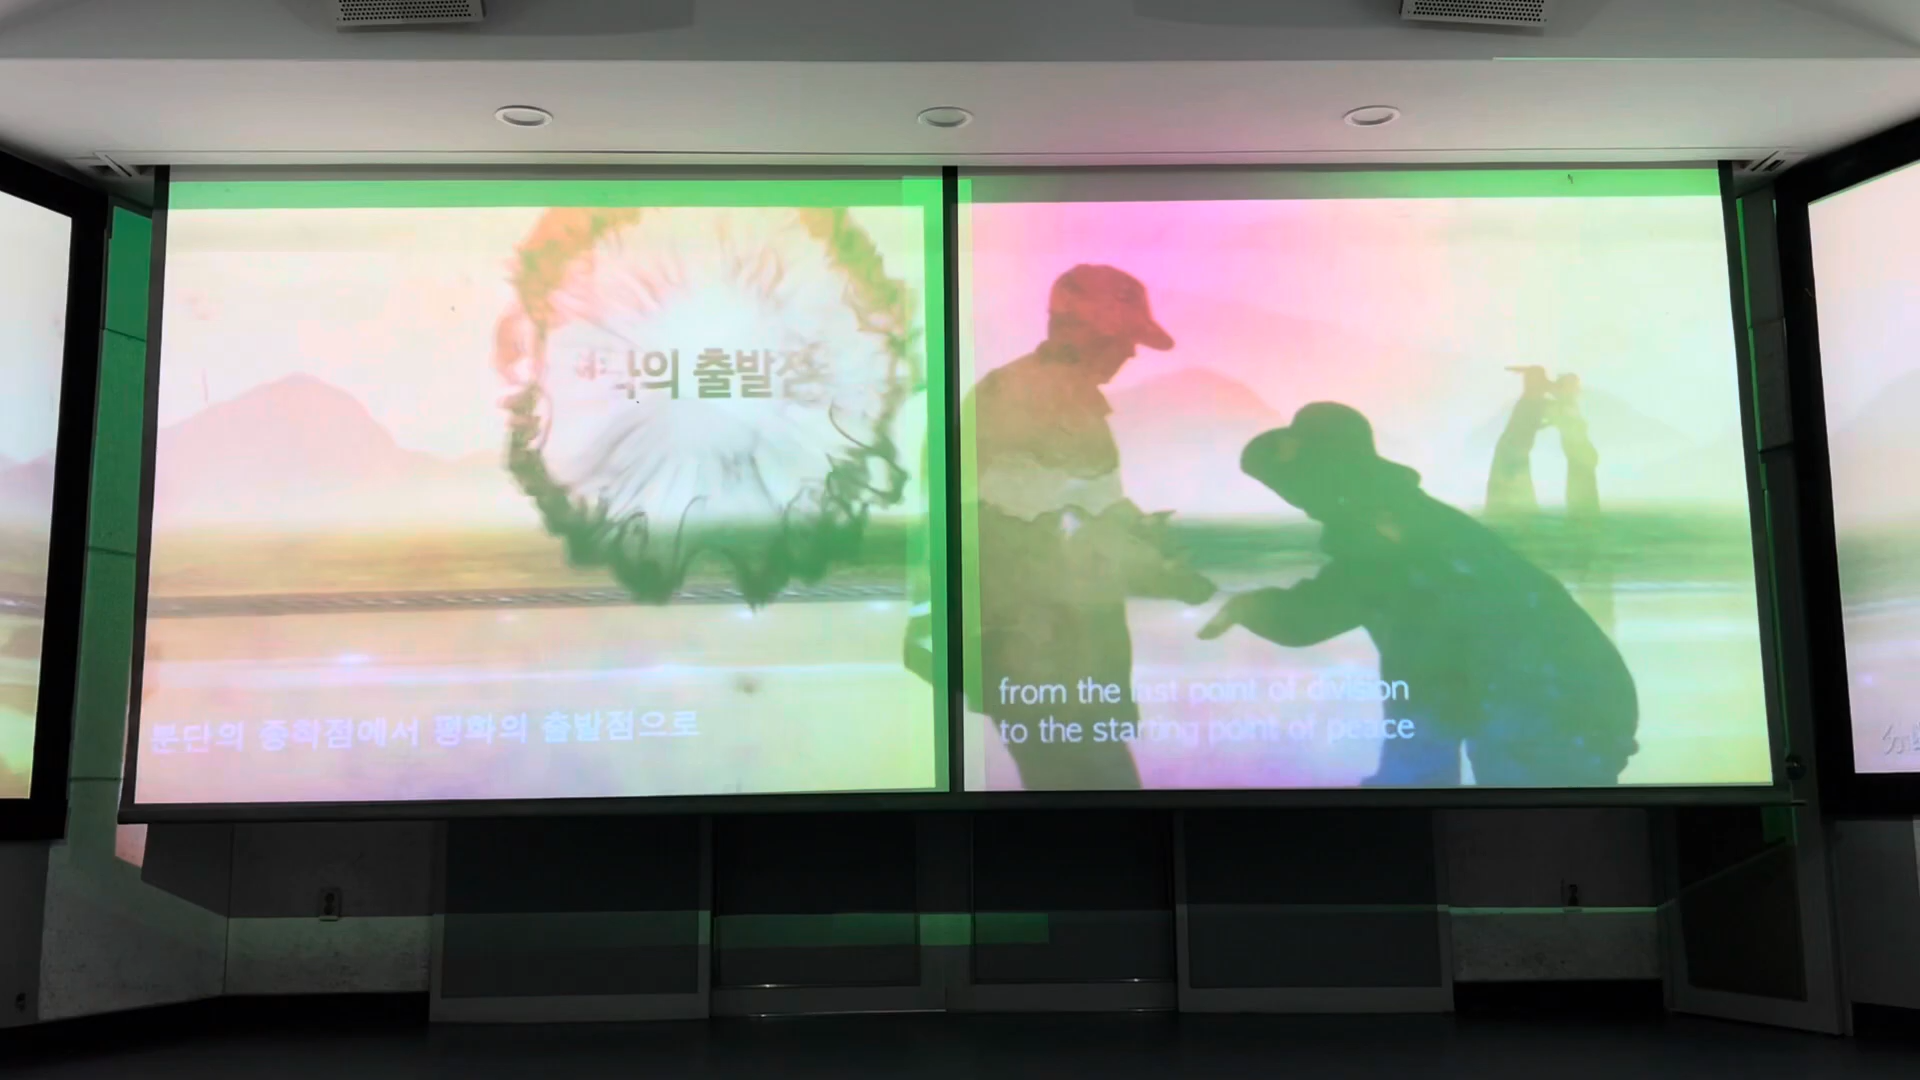 의 출발점
분단의 종착점에서 평화의 출발점으로
from the last point of division
to the starting point of peace